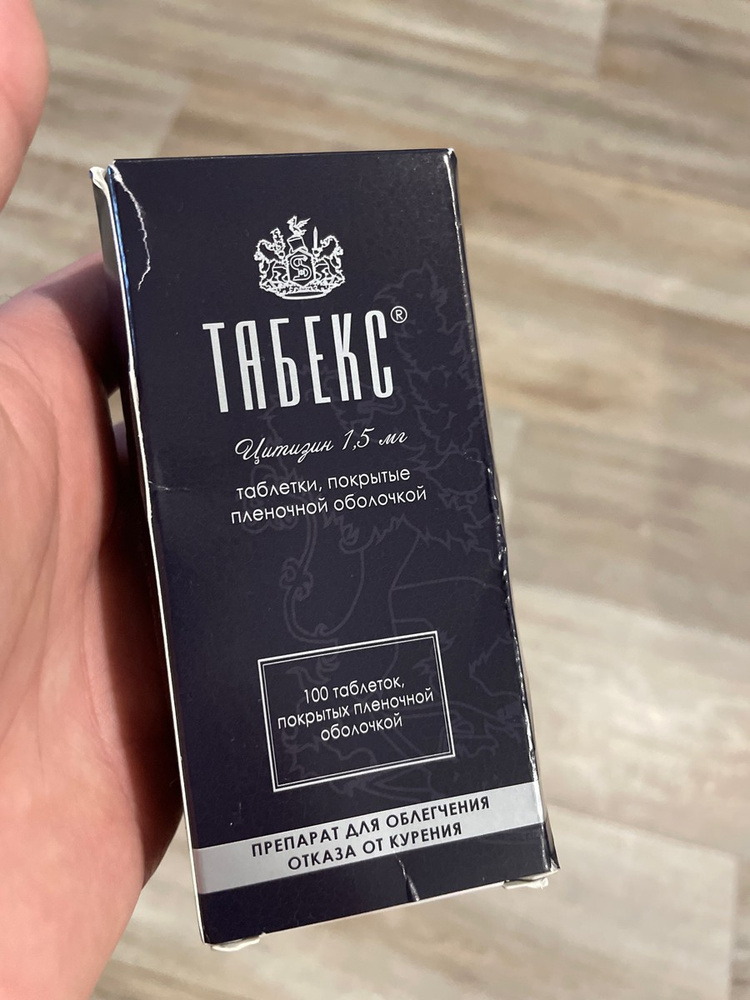 ТАБЕКС®
Цитизин 1,5 мг
таблетки, покрытые
пленочной оболочкой
100 таблеток,
покрытых пленочной
оболочкой
ПРЕПАРАТ ДЛЯ ОБЛЕГЧЕНИЯ
ОТКАЗА ОТ КУРЕНИЯ